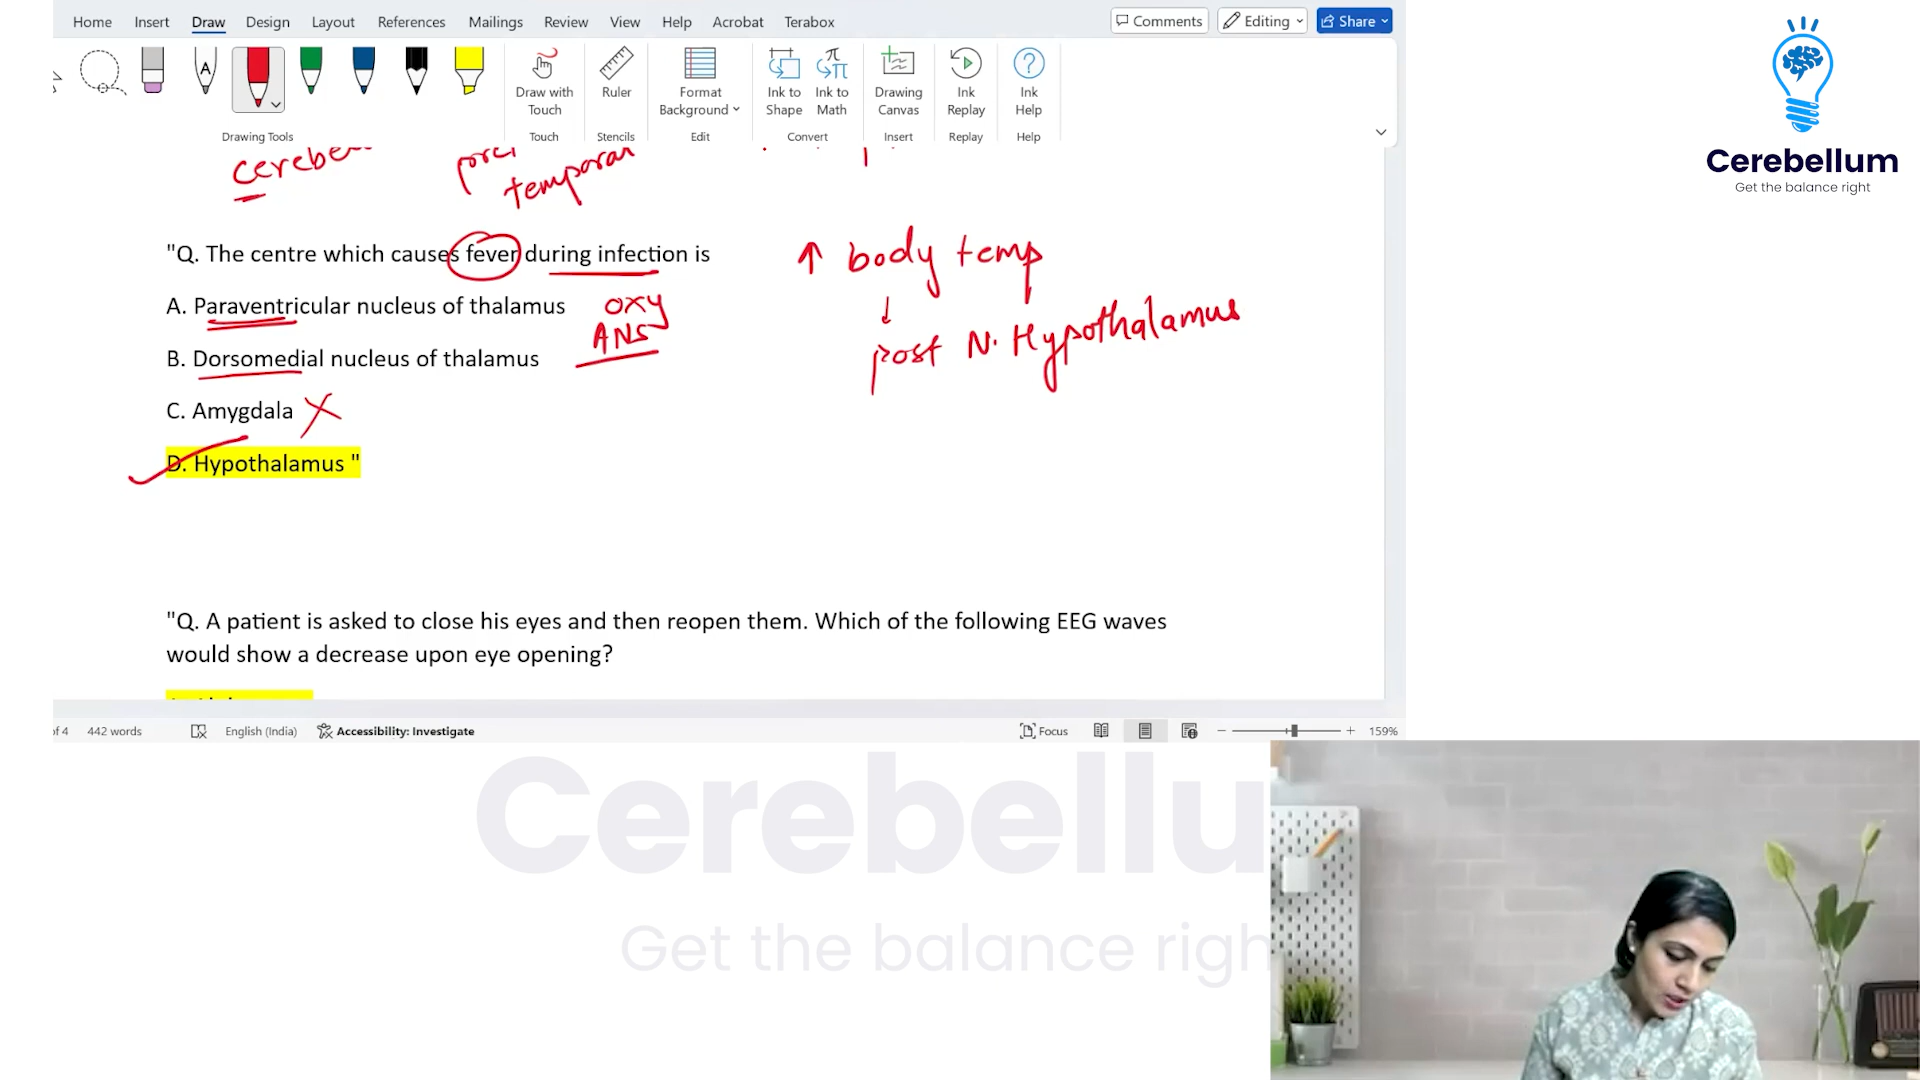 Home Insert Draw Design Layout References Mailings Review View Help Acrobat Terabox Comments Editing Share
A
Draw with Touch
Ruler
Format Background
Ink to Shape
Ink to Math
Drawing Canvas
Ink Replay
Ink Help
Drawing Tools Touch Stencils Edit Convert Insert Replay Help
Cerebellum
Get the balance right
temporal
"Q. The centre which causes fever during infection is
↑ body temp
A. Paraventricular nucleus of thalamus
oxy
ANS
↓
post N. Hypothalamus
B. Dorsomedial nucleus of thalamus
C. Amygdala X
D. Hypothalamus "
"Q. A patient is asked to close his eyes and then reopen them. Which of the following EEG waves
would show a decrease upon eye opening?
of 4 442 words English (India) Accessibility: Investigate Focus 159%
Cerebellu
Get the balance righ